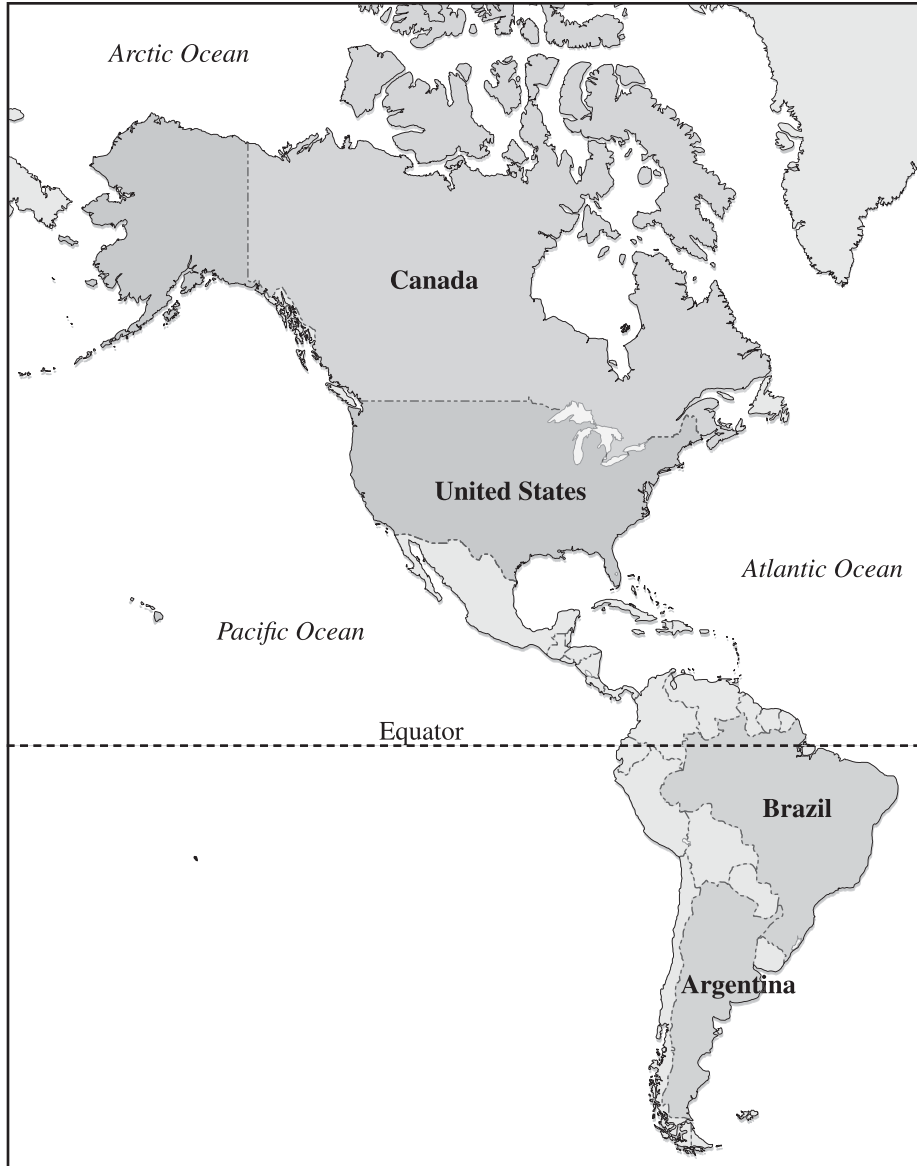 Arctic Ocean
Canada
United States
Atlantic Ocean
Pacific Ocean
Equator
Brazil
Argentina